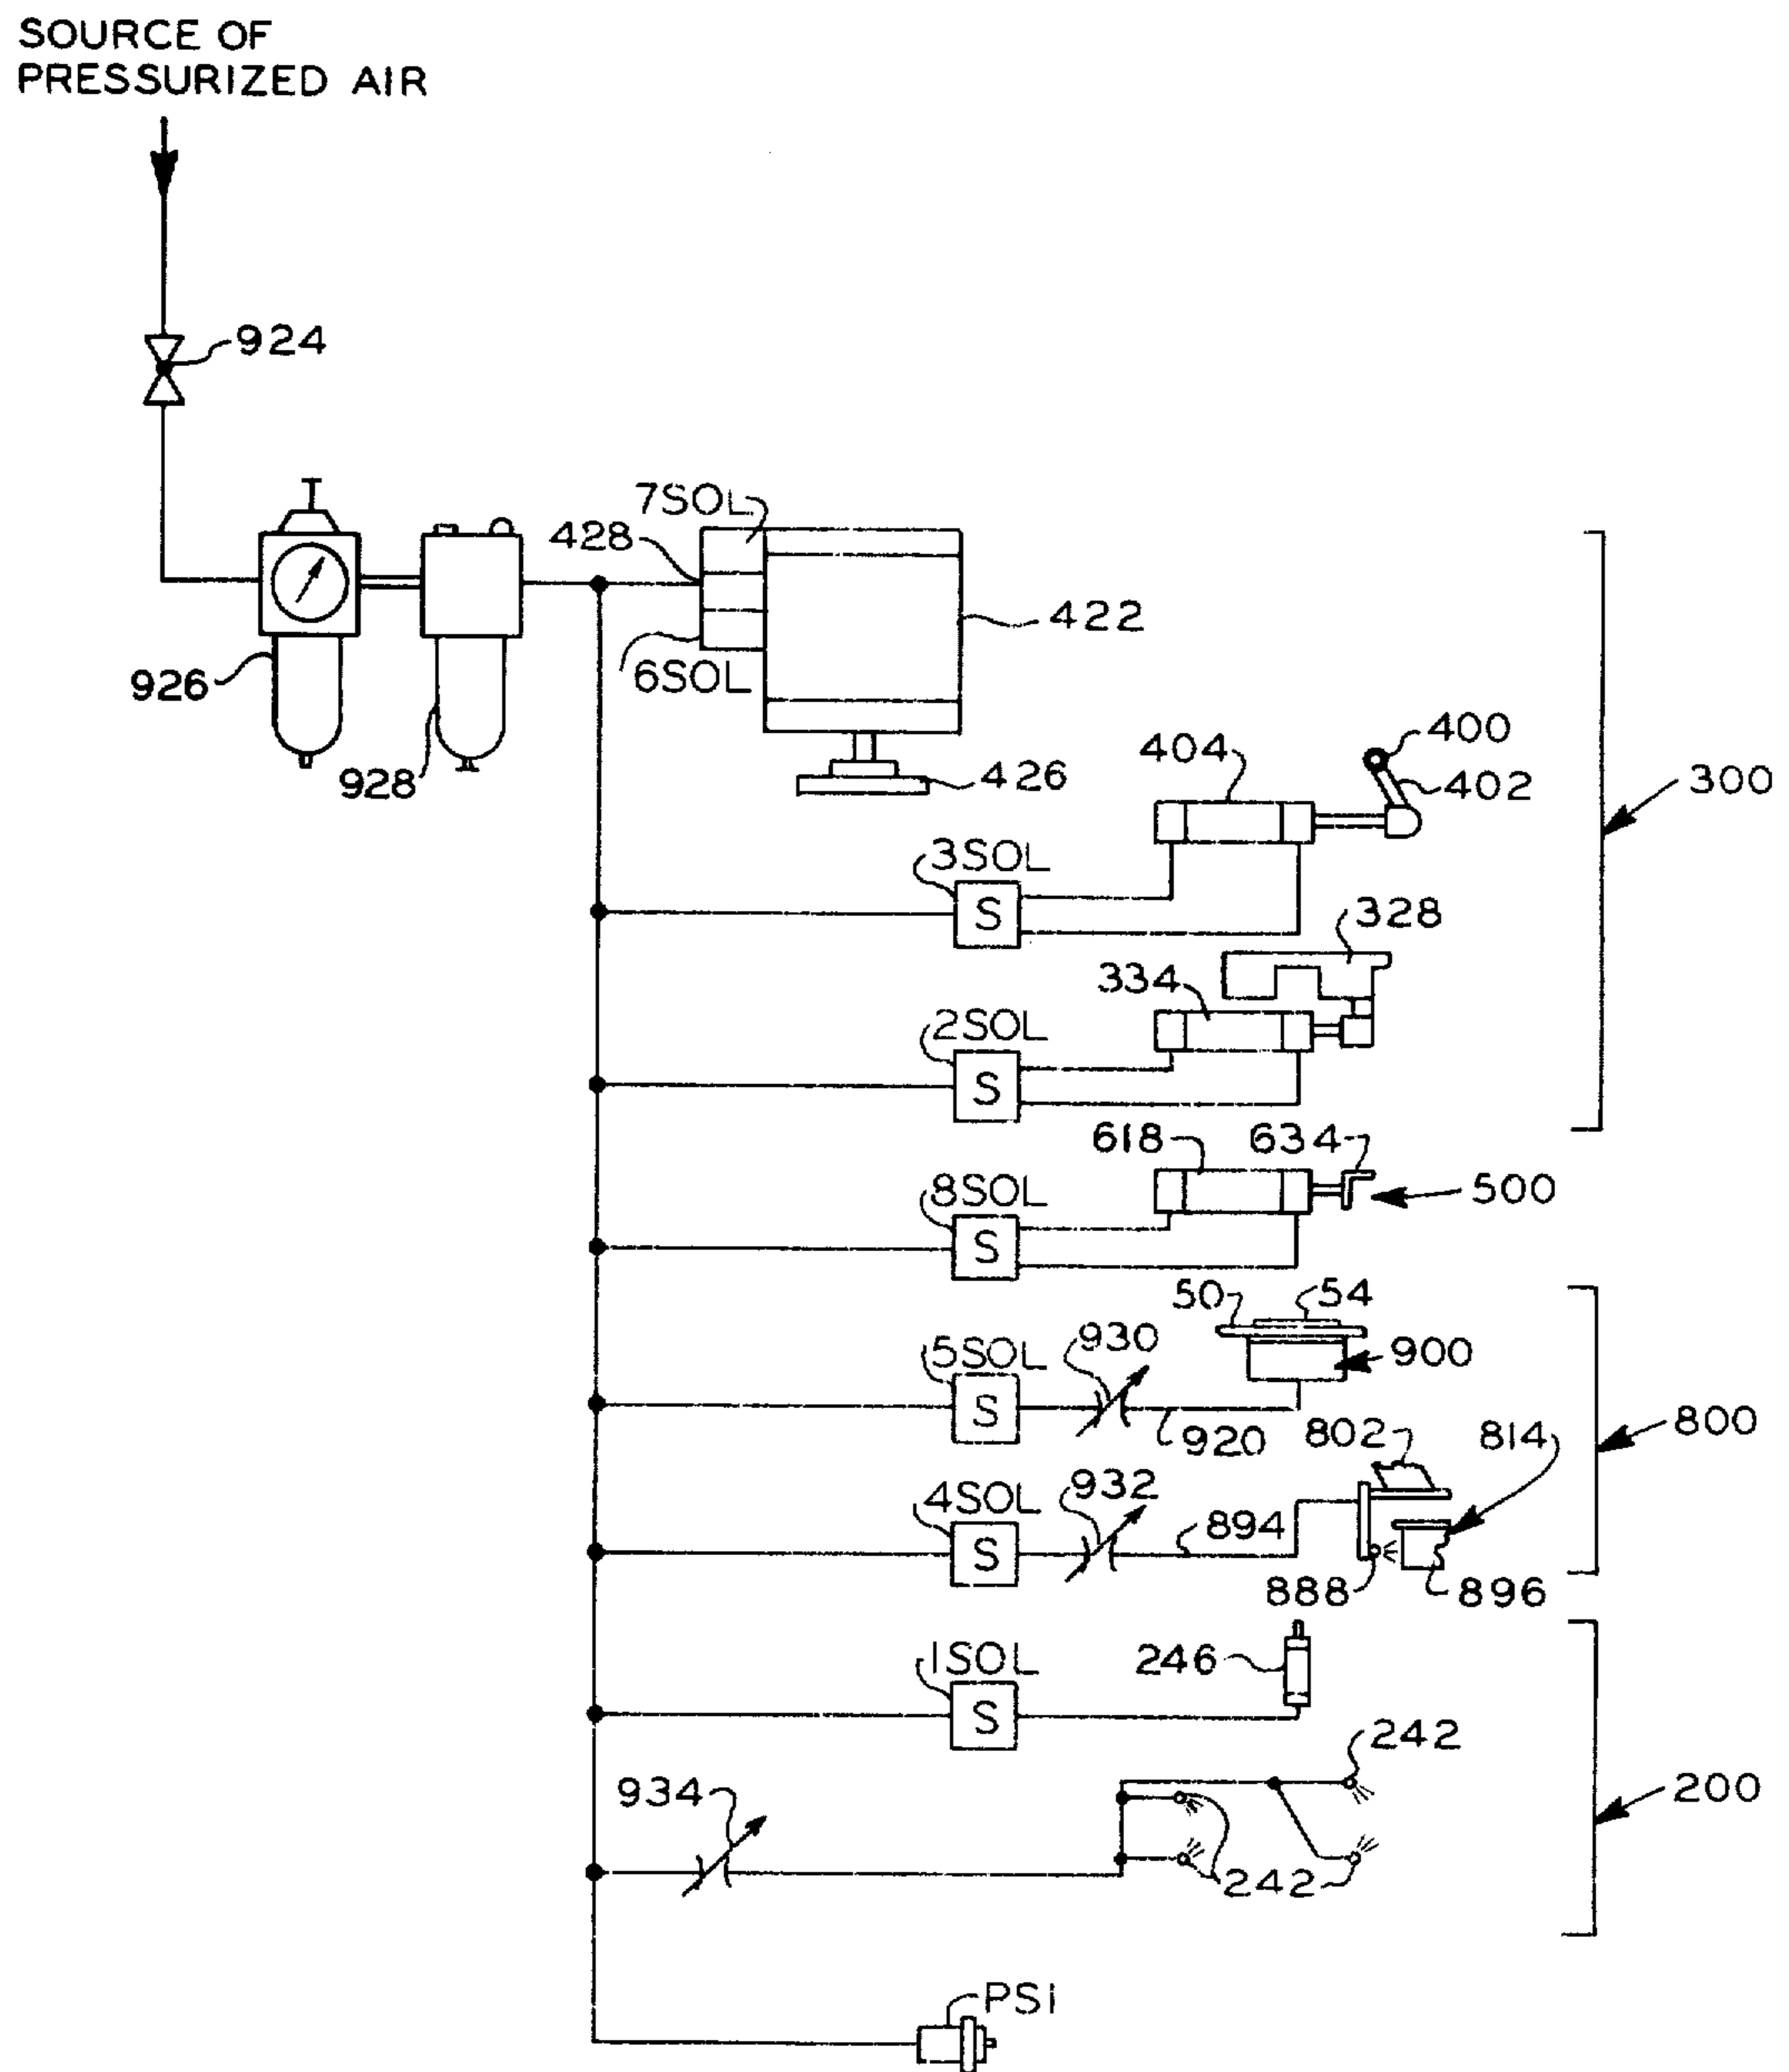 SOURCE OF
PRESSURIZED AIR
924
7SOL
428
422
6SOL
926
928
426
400
404
402
300
3SOL
S
328
334
2SOL
S
618
634
500
8SOL
S
50
54
930
900
5SOL
S
920
802
814
800
932
4SOL
894
S
888
896
1SOL
246
S
242
934
200
242
PS1